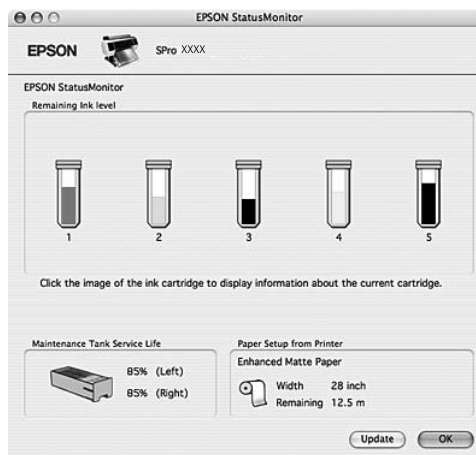 EPSON StatusMonitor
EPSON SPro XXXX
EPSON StatusMonitor
Remaining Ink level
1 2 3 4 5
Click the image of the ink cartridge to display information about the current cartridge.
Maintenance Tank Service Life
85% (Left)
85% (Right)
Paper Setup from Printer
Enhanced Matte Paper
Width 28 inch
Remaining 12.5 m
Update OK